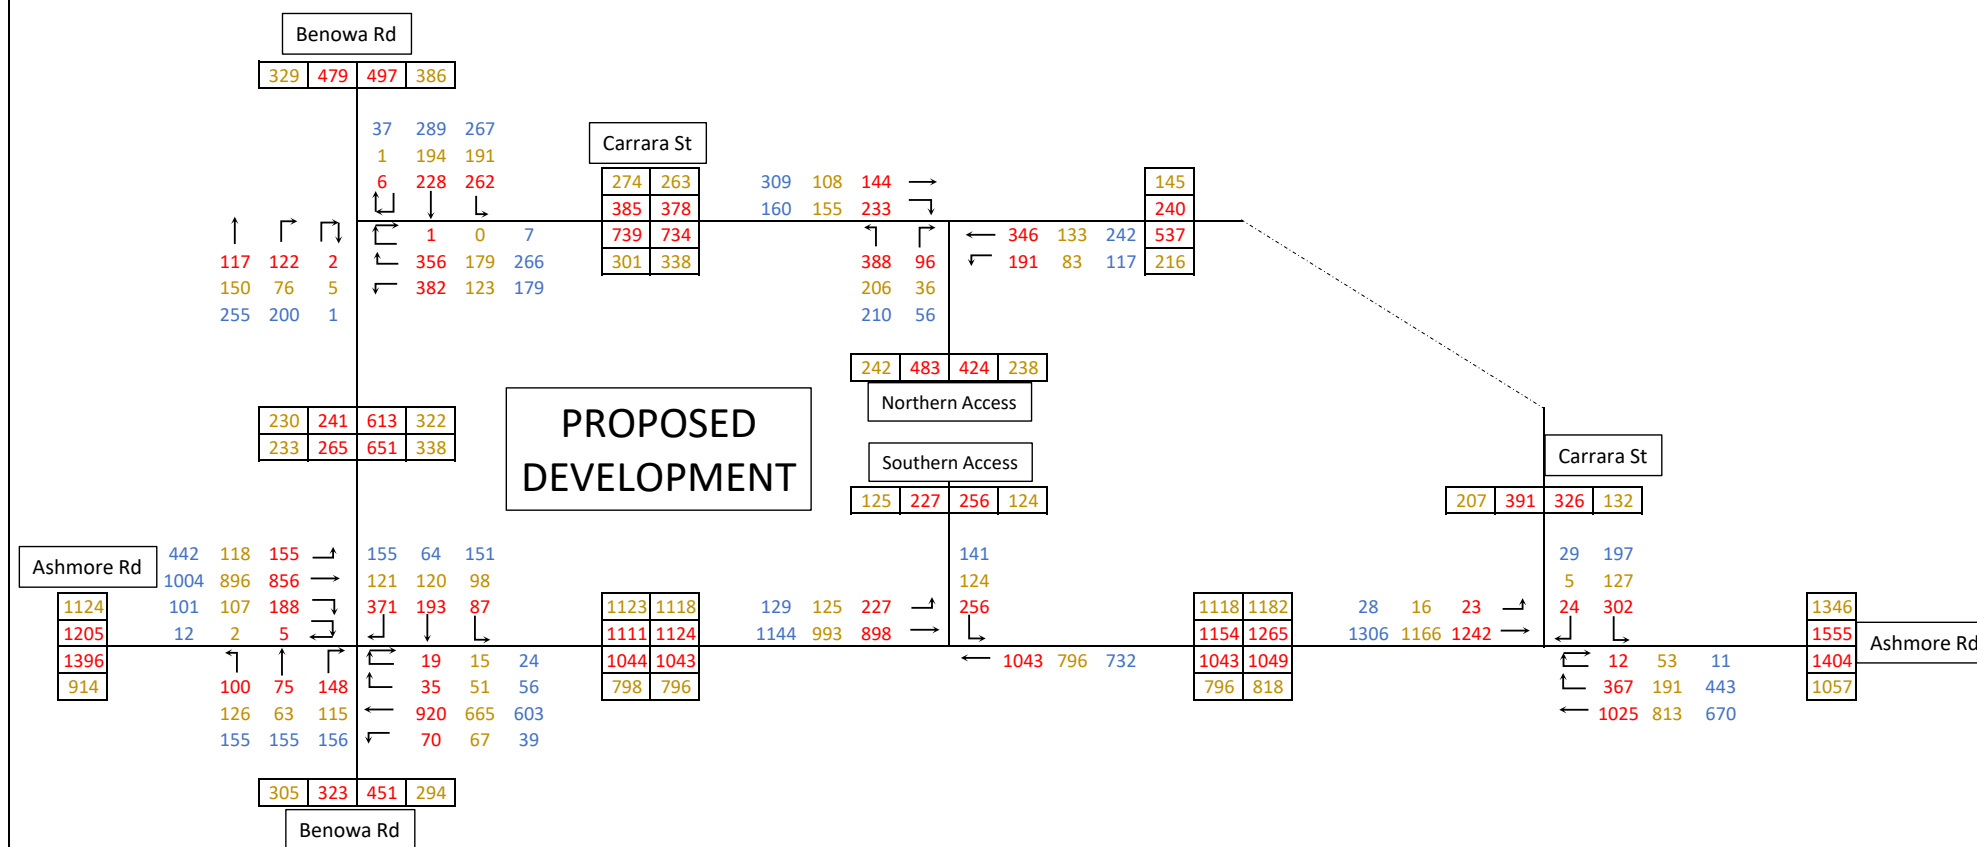 Benowa Rd
329 479 497 386
37 289 267
Carrara St
1 194 191
6 228 262
274 263
309 108 144
145
385 378
160 155 233
240
1 0 7
739 734
346 133 242
537
117 122 2
356 179 266
301 338
388 96
191 83 117
216
150 76 5
382 123 179
206 36
255 200 1
210 56
242 483 424 238
Northern Access
PROPOSED
DEVELOPMENT
230 241 613 322
233 265 651 338
Southern Access
Carrara St
125 227 256 124
207 391 326 132
Ashmore Rd
442 118 155
155 64 151
141
29 197
1004 896 856
121 120 98
124
5 127
1124
101 107 188
371 193 87
1123 1118
129 125 227
256
1118 1182
28 16 23
24 302
1346
1205
12 2 5
1111 1124
1144 993 898
1154 1265
1306 1166 1242
1555
Ashmore Rd
1396
19 15 24
1044 1043
1043 796 732
1043 1049
12 53 11
1404
914
100 75 148
35 51 56
798 796
796 818
367 191 443
1057
126 63 115
920 665 603
1025 813 670
155 155 156
70 67 39
305 323 451 294
Benowa Rd